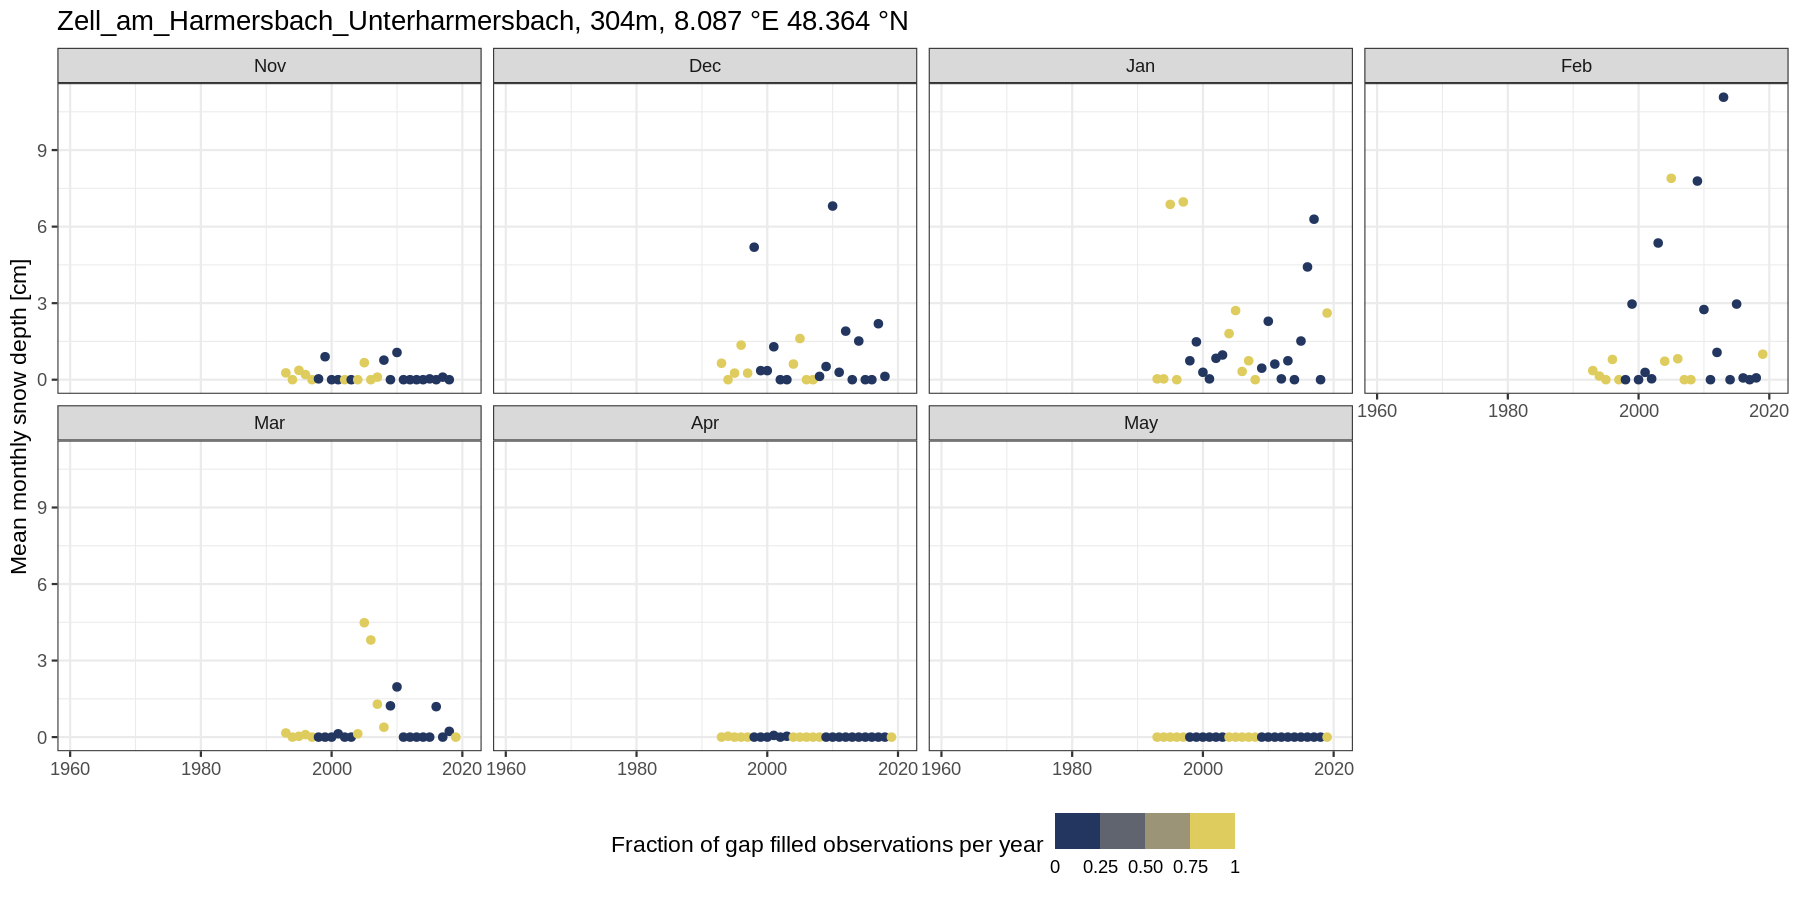 Zell_am_Harmersbach_Unterharmersbach, 304m, 8.087 °E 48.364 °N
Nov Dec Jan Feb
Mean monthly snow depth [cm]
9
6
3
0
1960 1980 2000 2020
Mar Apr May
9
6
3
0
1960 1980 2000 2020 1960 1980 2000 2020 1960 1980 2000 2020
Fraction of gap filled observations per year
0 0.25 0.50 0.75 1